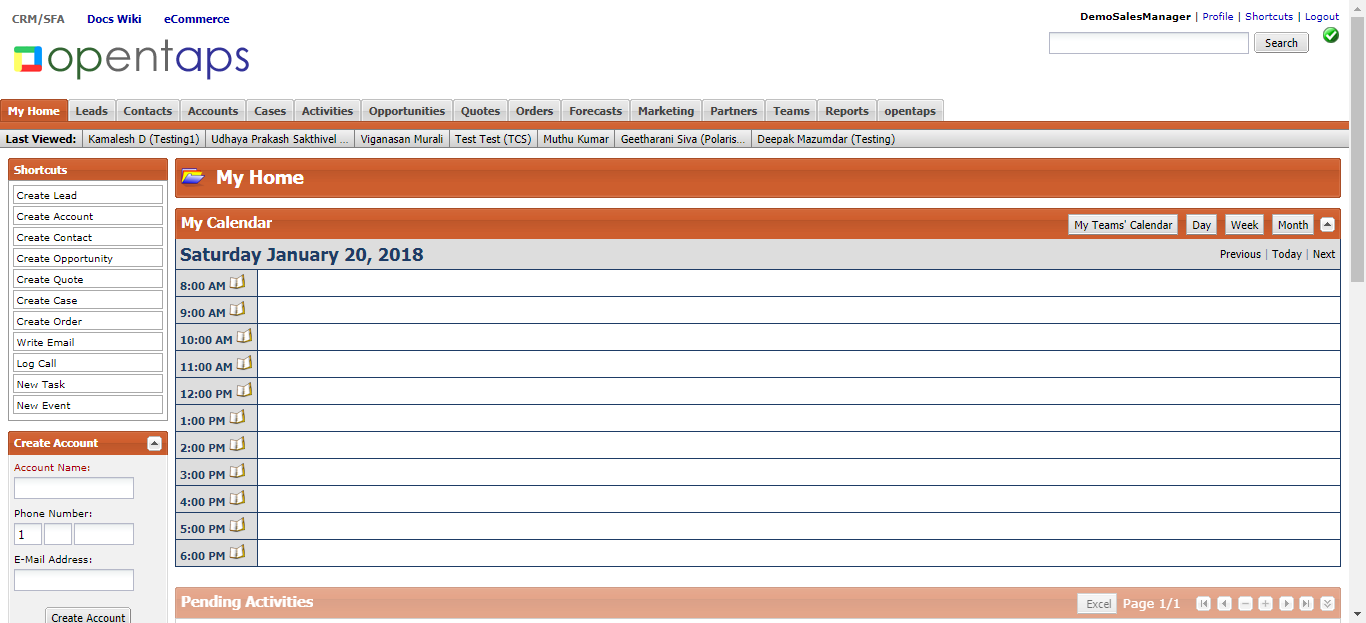 CRM/SFA Docs Wiki eCommerce
DemoSalesManager | Profile | Shortcuts | Logout
opentaps
Search
My Home Leads Contacts Accounts Cases Activities Opportunities Quotes Orders Forecasts Marketing Partners Teams Reports opentaps
Last Viewed: Kamalesh D (Testing1) Udhaya Prakash Sakthivel ... Viganasan Murali Test Test (TCS) Muthu Kumar Geetharani Siva (Polaris... Deepak Mazumdar (Testing)
Shortcuts
Create Lead
Create Account
Create Contact
Create Opportunity
Create Quote
Create Case
Create Order
Write Email
Log Call
New Task
New Event
Create Account
Account Name:
Phone Number:
1
E-Mail Address:
Create Account
My Home
My Calendar
My Teams' Calendar Day Week Month
Saturday January 20, 2018
Previous | Today | Next
8:00 AM
9:00 AM
10:00 AM
11:00 AM
12:00 PM
1:00 PM
2:00 PM
3:00 PM
4:00 PM
5:00 PM
6:00 PM
Pending Activities
Excel Page 1/1